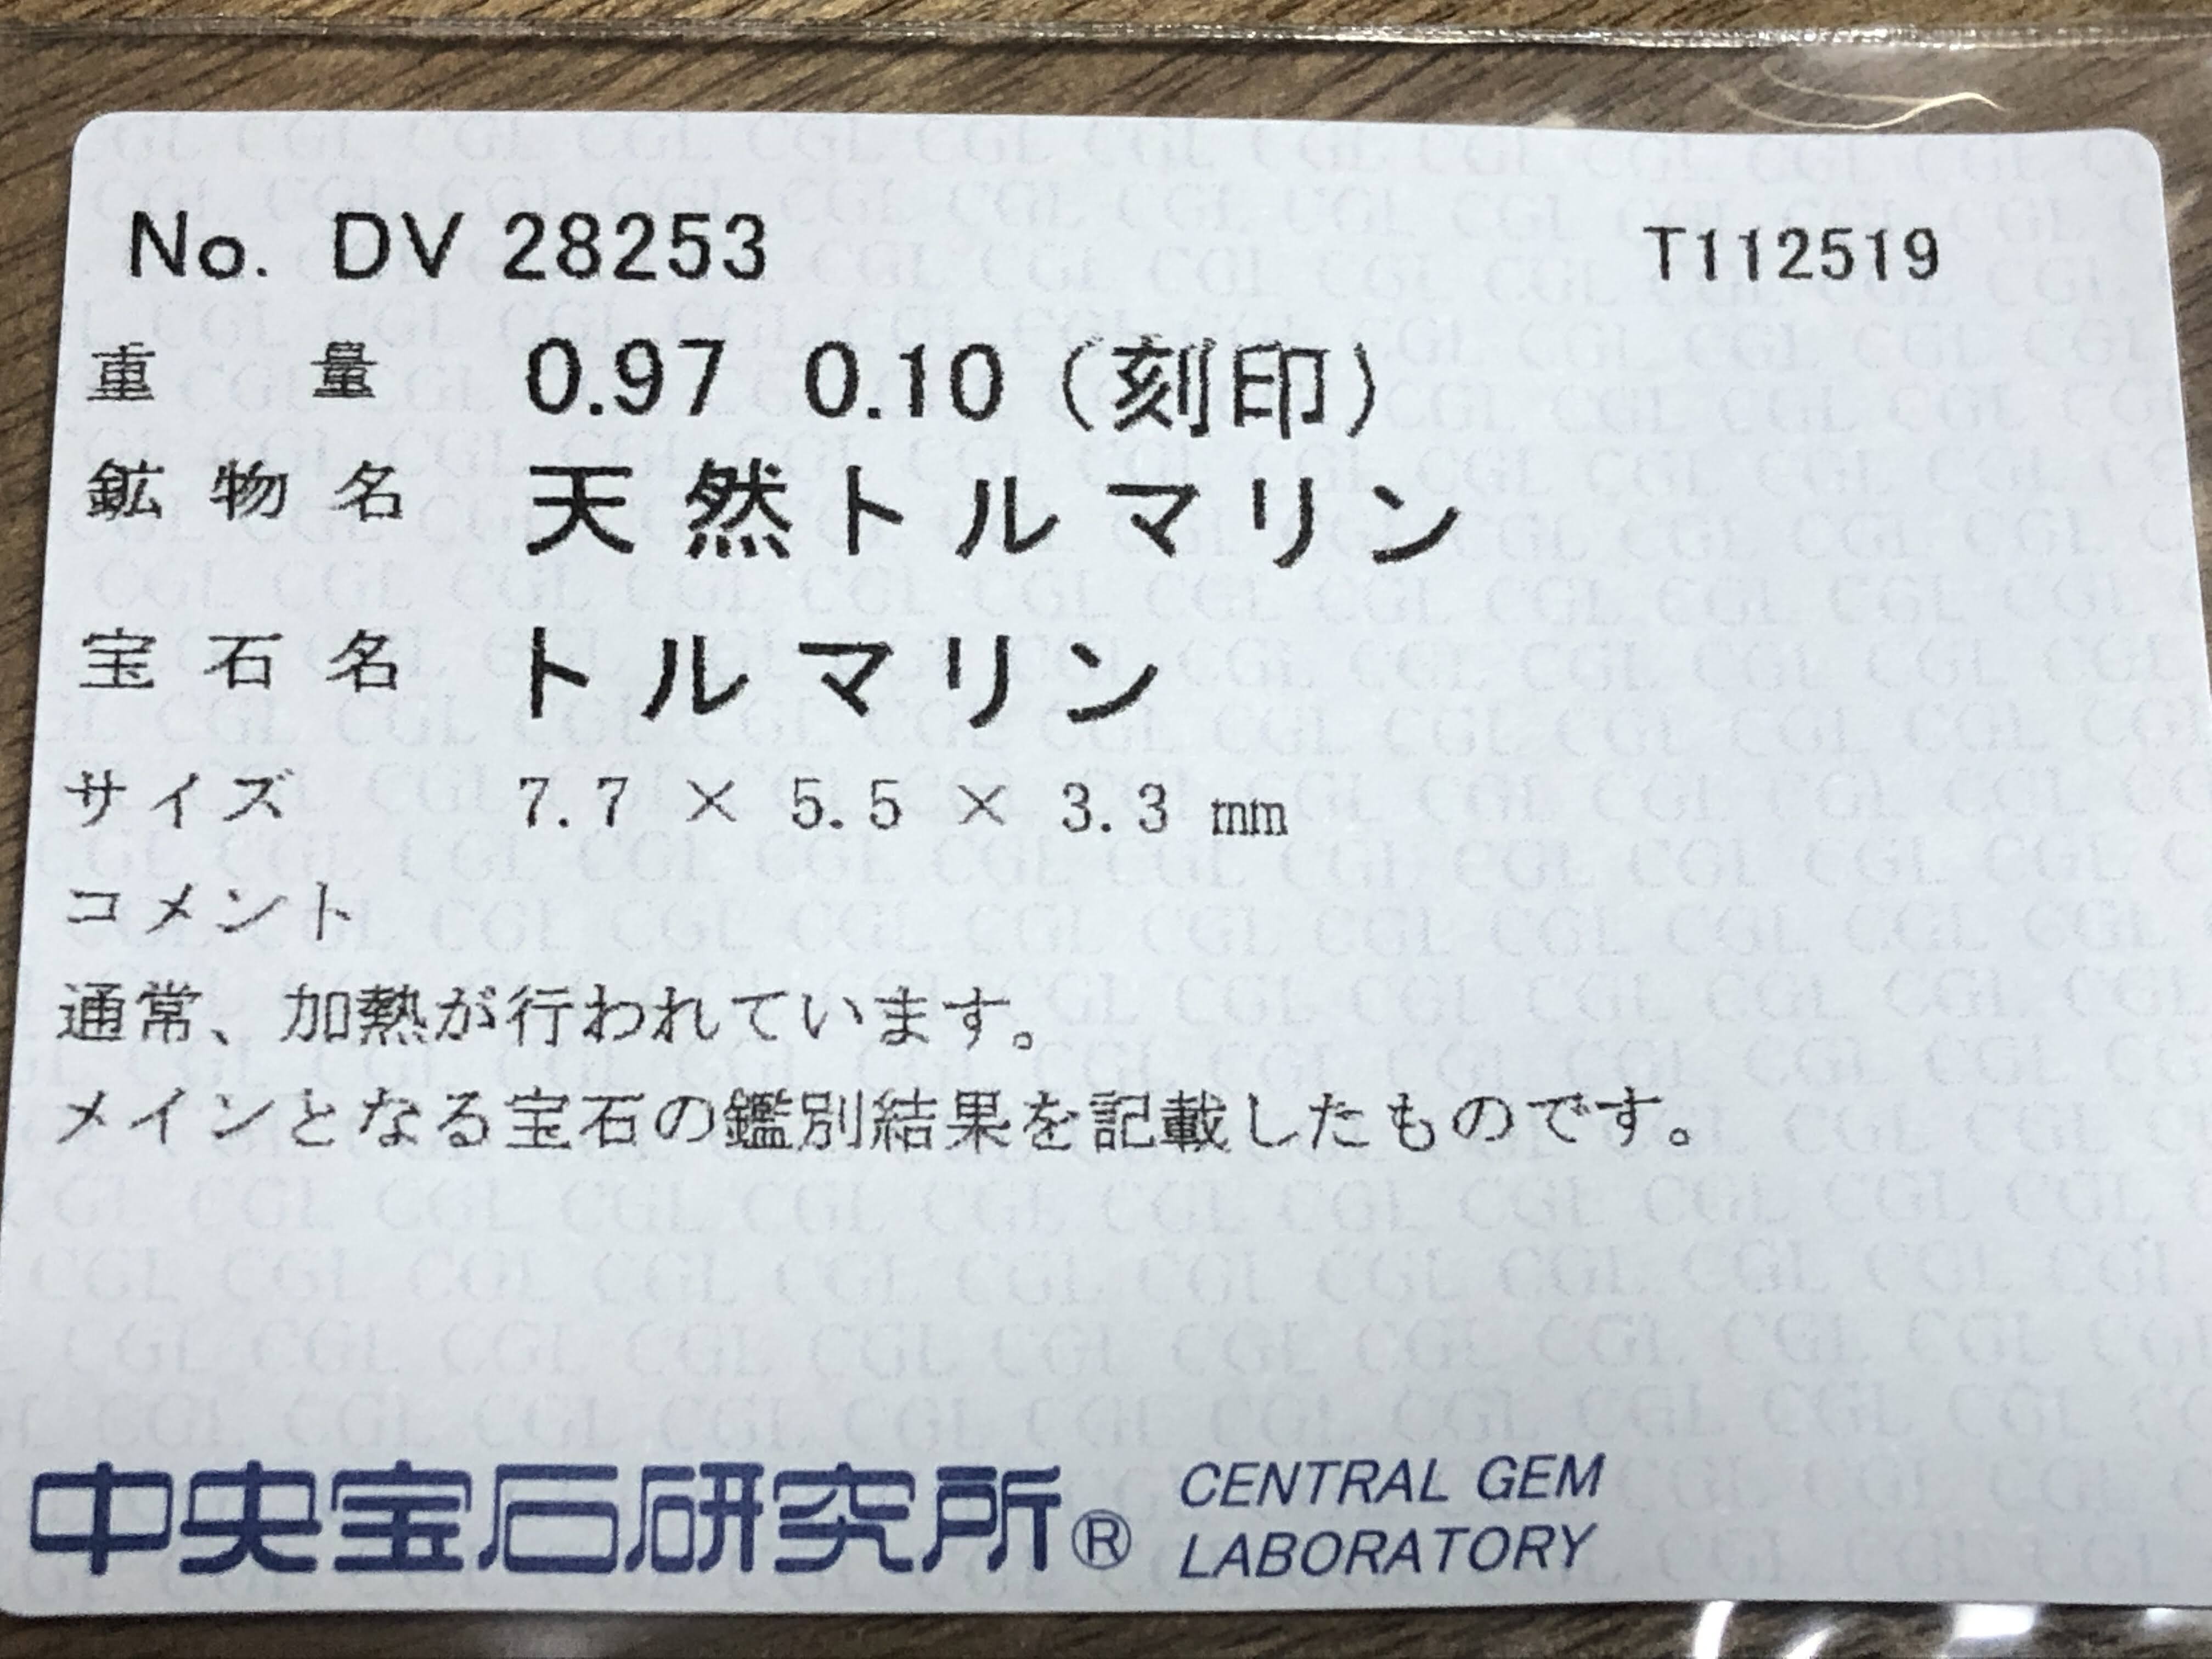 No. DV 28253 T112519
重量 0.97 0.10 (刻印)
鉱物名 天然トルマリン
宝石名 トルマリン
サイズ 7.7 × 5.5 × 3.3 mm
コメント
通常、加熱が行われています。
メインとなる宝石の鑑別結果を記載したものです。
中央宝石研究所® CENTRAL GEM
LABORATORY